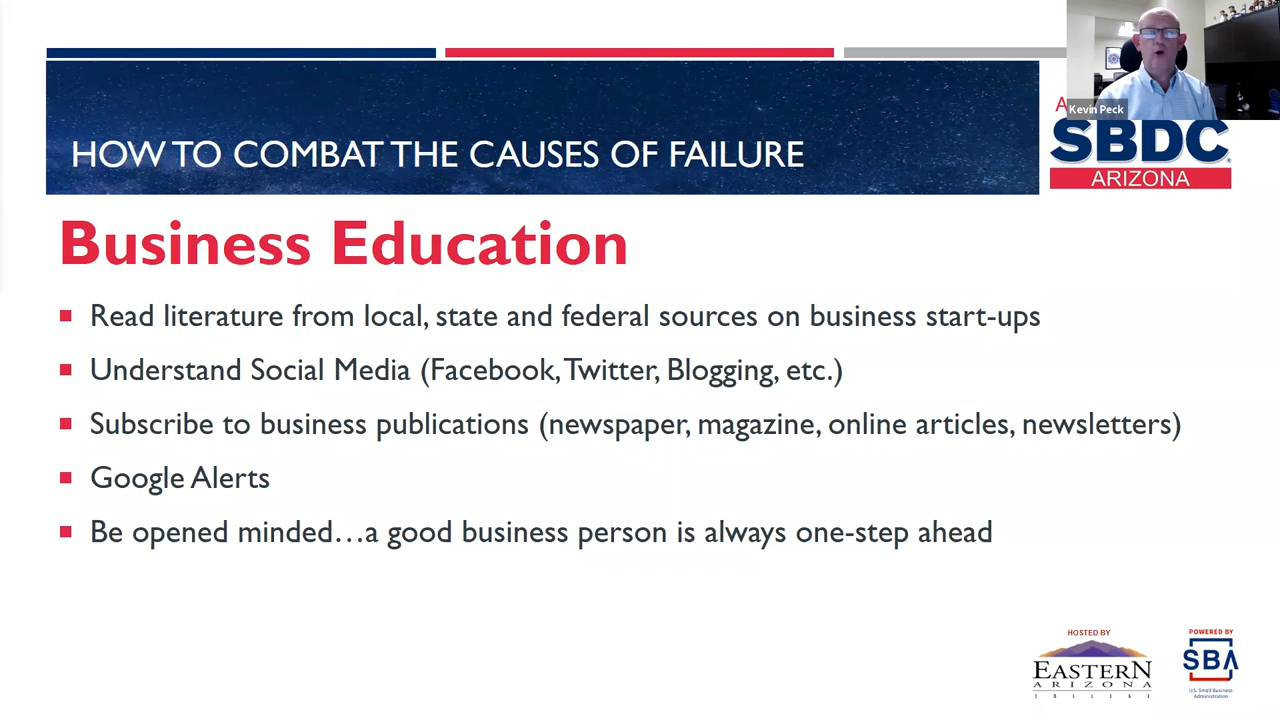 Kevin Peck
HOW TO COMBAT THE CAUSES OF FAILURE
SBDC
ARIZONA
Business Education
Read literature from local, state and federal sources on business start-ups
Understand Social Media (Facebook, Twitter, Blogging, etc.)
Subscribe to business publications (newspaper, magazine, online articles, newsletters)
Google Alerts
Be opened minded…a good business person is always one-step ahead
HOSTED BY
EASTERN
ARIZONA
COLLEGE
POWERED BY
SBA
U.S. Small Business
Administration